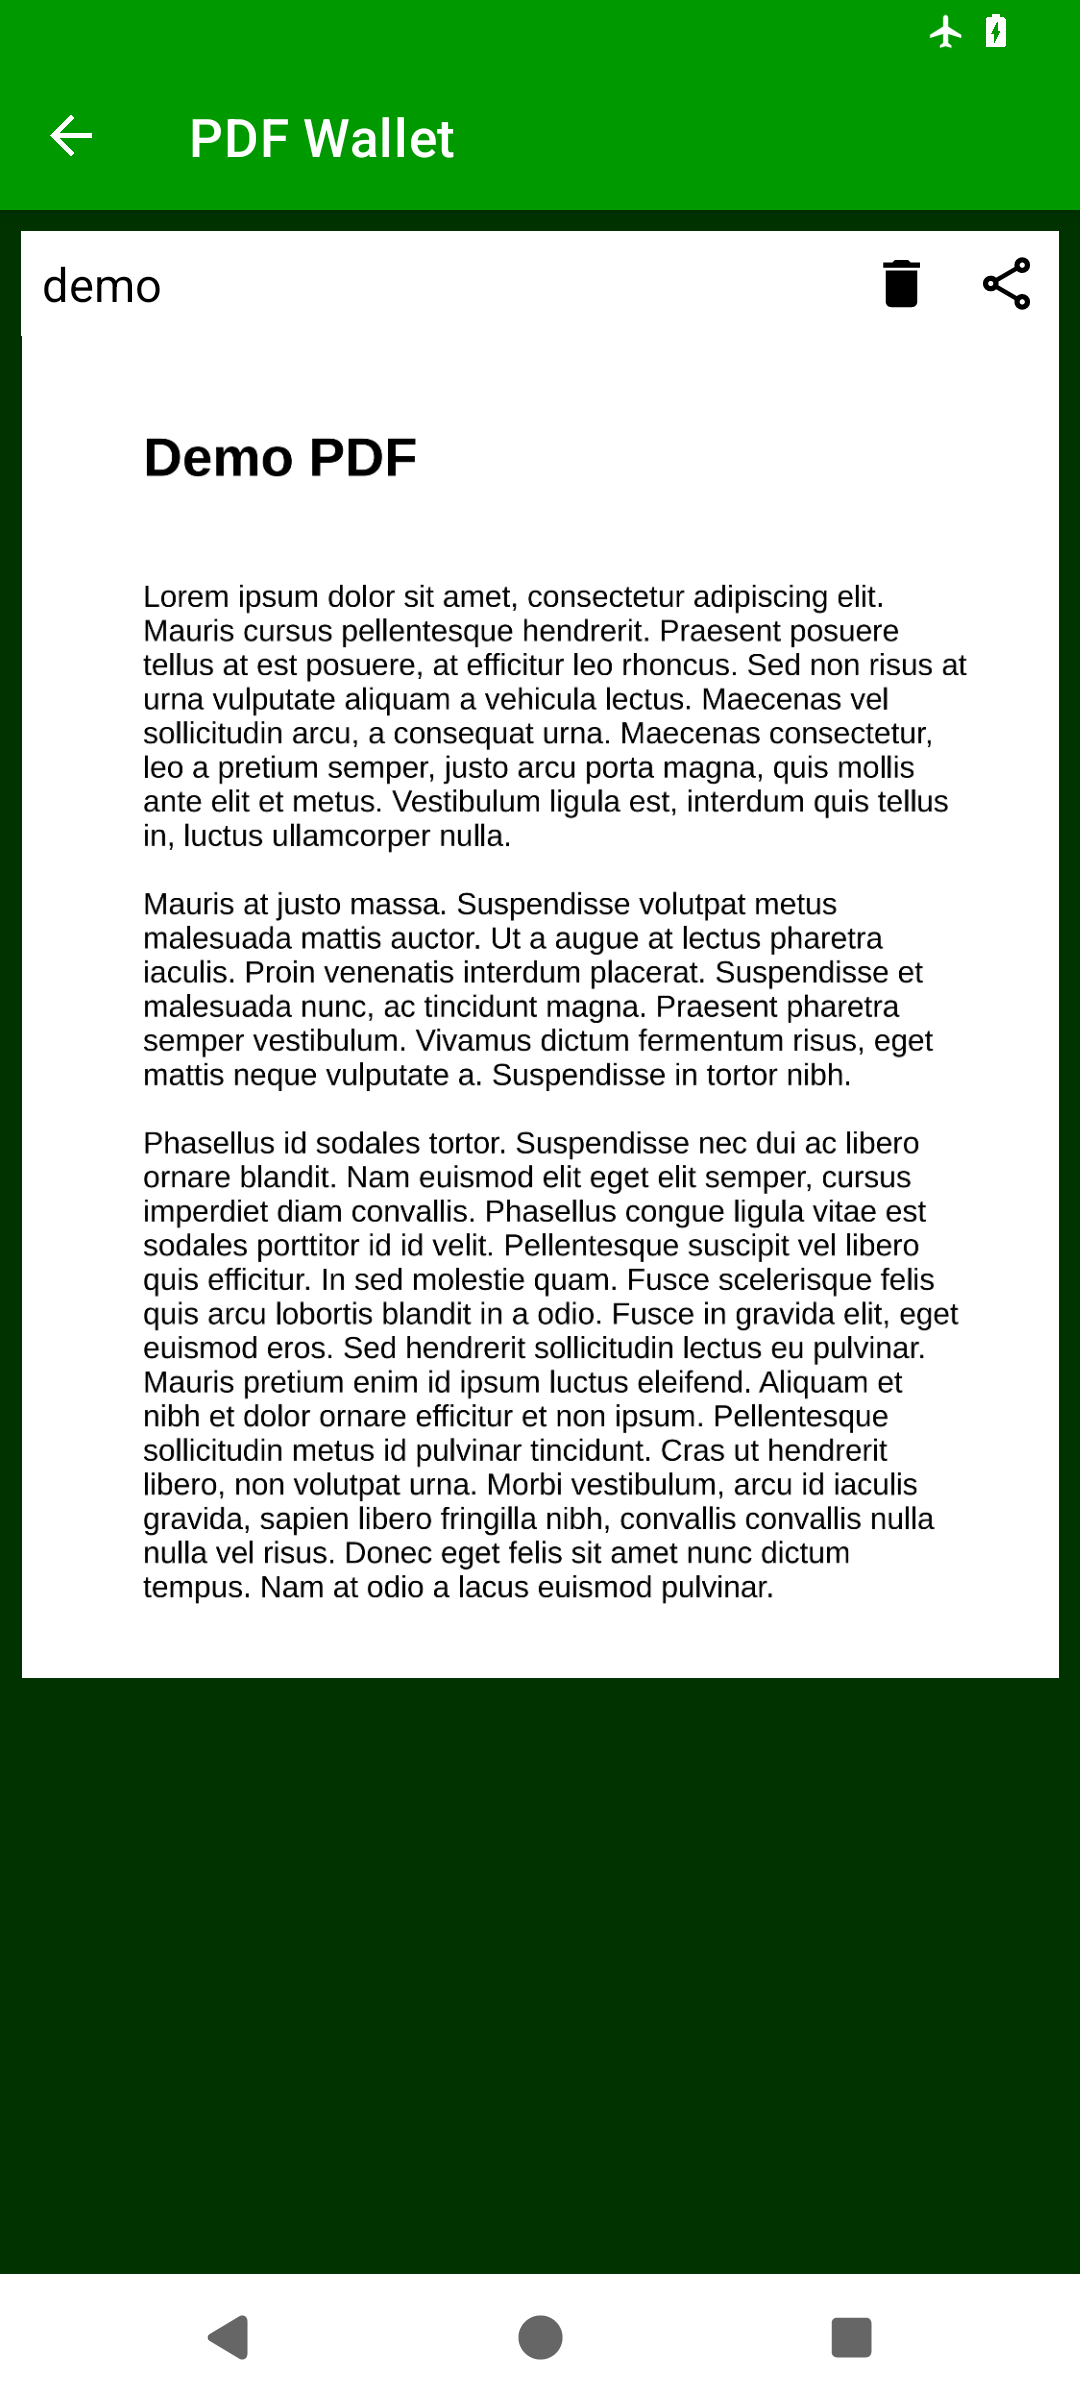 PDF Wallet
demo
Demo PDF
Lorem ipsum dolor sit amet, consectetur adipiscing elit.
Mauris cursus pellentesque hendrerit. Praesent posuere
tellus at est posuere, at efficitur leo rhoncus. Sed non risus at
urna vulputate aliquam a vehicula lectus. Maecenas vel
sollicitudin arcu, a consequat urna. Maecenas consectetur,
leo a pretium semper, justo arcu porta magna, quis mollis
ante elit et metus. Vestibulum ligula est, interdum quis tellus
in, luctus ullamcorper nulla.
Mauris at justo massa. Suspendisse volutpat metus
malesuada mattis auctor. Ut a augue at lectus pharetra
iaculis. Proin venenatis interdum placerat. Suspendisse et
malesuada nunc, ac tincidunt magna. Praesent pharetra
semper vestibulum. Vivamus dictum fermentum risus, eget
mattis neque vulputate a. Suspendisse in tortor nibh.
Phasellus id sodales tortor. Suspendisse nec dui ac libero
ornare blandit. Nam euismod elit eget elit semper, cursus
imperdiet diam convallis. Phasellus congue ligula vitae est
sodales porttitor id id velit. Pellentesque suscipit vel libero
quis efficitur. In sed molestie quam. Fusce scelerisque felis
quis arcu lobortis blandit in a odio. Fusce in gravida elit, eget
euismod eros. Sed hendrerit sollicitudin lectus eu pulvinar.
Mauris pretium enim id ipsum luctus eleifend. Aliquam et
nibh et dolor ornare efficitur et non ipsum. Pellentesque
sollicitudin metus id pulvinar tincidunt. Cras ut hendrerit
libero, non volutpat urna. Morbi vestibulum, arcu id iaculis
gravida, sapien libero fringilla nibh, convallis convallis nulla
nulla vel risus. Donec eget felis sit amet nunc dictum
tempus. Nam at odio a lacus euismod pulvinar.